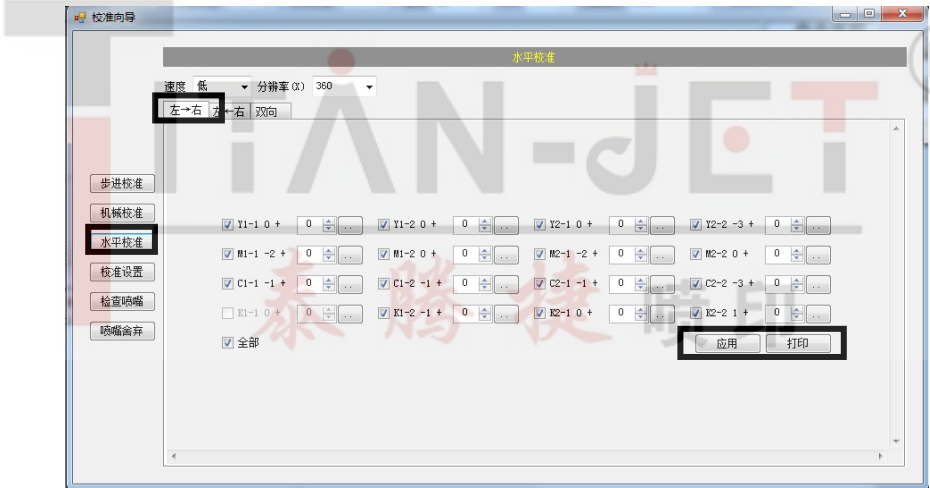 校准向导
水平校准
速度 低 分辨率(X) 360
左→右 左←右 双向
步进校准
机械校准
水平校准
校准设置
检查喷嘴
喷嘴舍弃
Y1-1 0 + 0 .. Y1-2 0 + 0 .. Y2-1 0 + 0 .. Y2-2 -3 + 0 ..
M1-1 -2 + 0 .. M1-2 0 + 0 .. M2-1 -2 + 0 .. M2-2 0 + 0 ..
C1-1 -1 + 0 .. C1-2 -1 + 0 .. C2-1 -1 + 0 .. C2-2 -3 + 0 ..
K1-1 0 + 0 .. K1-2 -1 + 0 .. K2-1 0 + 0 .. K2-2 1 + 0 ..
全部
应用 打印
TiAN-JET
泰腾捷 喷印